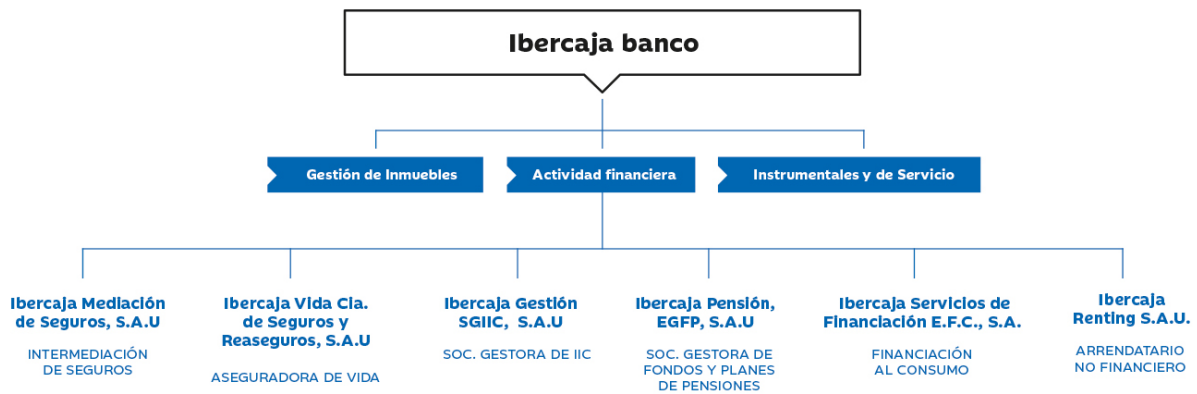 Ibercaja banco
Gestión de Inmuebles
Actividad financiera
Instrumentales y de Servicio
Ibercaja Mediación
de Seguros, S.A.U
INTERMEDIACIÓN
DE SEGUROS
Ibercaja Vida Cia.
de Seguros y
Reaseguros, S.A.U
ASEGURADORA DE VIDA
Ibercaja Gestión
SGIIC, S.A.U
SOC. GESTORA DE IIC
Ibercaja Pensión,
EGFP, S.A.U
SOC. GESTORA DE
FONDOS Y PLANES
DE PENSIONES
Ibercaja Servicios de
Financiación E.F.C., S.A.
FINANCIACIÓN
AL CONSUMO
Ibercaja
Renting S.A.U.
ARRENDATARIO
NO FINANCIERO